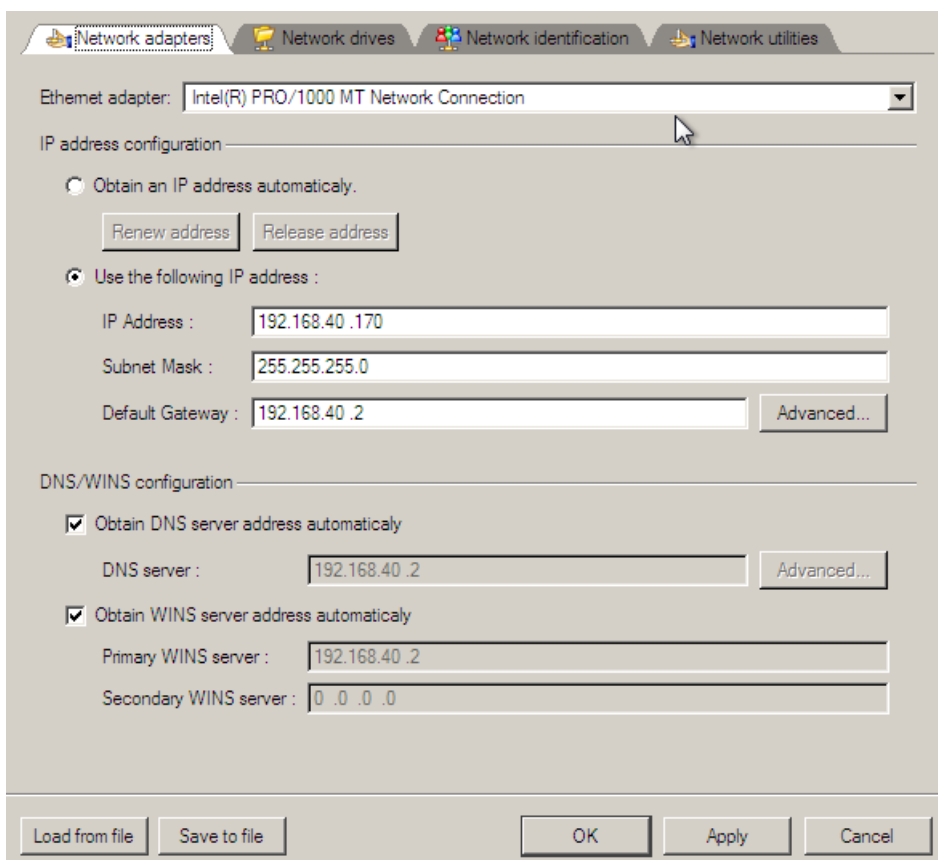 Network adapters Network drives Network identification Network utilities
Ethernet adapter: Intel(R) PRO/1000 MT Network Connection
IP address configuration
Obtain an IP address automaticaly.
Renew address Release address
Use the following IP address :
IP Address : 192.168.40 .170
Subnet Mask : 255.255.255.0
Default Gateway : 192.168.40 .2 Advanced...
DNS/WINS configuration
Obtain DNS server address automaticaly
DNS server : 192.168.40 .2 Advanced...
Obtain WINS server address automaticaly
Primary WINS server : 192.168.40 .2
Secondary WINS server : 0 .0 .0 .0
Load from file Save to file OK Apply Cancel